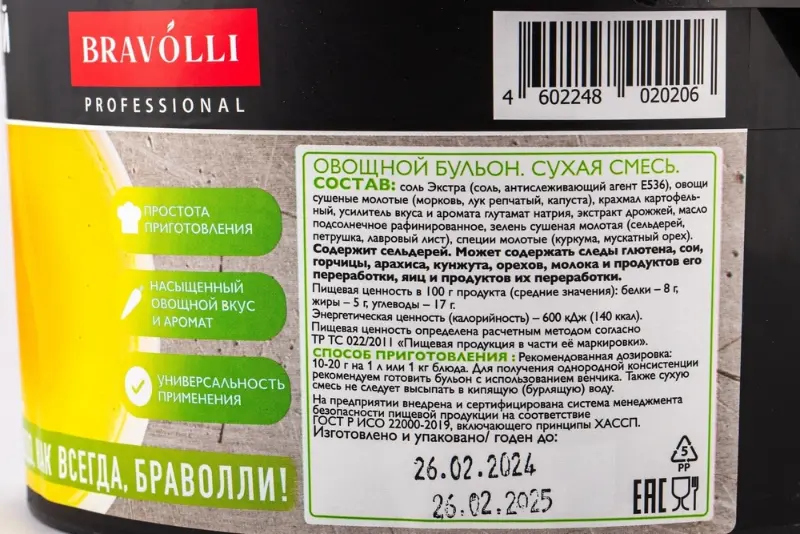 BRAVÓLLI
PROFESSIONAL
4 602248 020206
ПРОСТОТА
ПРИГОТОВЛЕНИЯ
НАСЫЩЕННЫЙ
ОВОЩНОЙ ВКУС
И АРОМАТ
УНИВЕРСАЛЬНОСТЬ
ПРИМЕНЕНИЯ
ВСЕГДА, БРАВОЛЛИ!
ОВОЩНОЙ БУЛЬОН. СУХАЯ СМЕСЬ.
СОСТАВ: соль Экстра (соль, антислеживающий агент Е536), овощи
сушеные молотые (морковь, лук репчатый, капуста), крахмал картофель-
ный, усилитель вкуса и аромата глутамат натрия, экстракт дрожжей, масло
подсолнечное рафинированное, зелень сушеная молотая (сельдерей,
петрушка, лавровый лист), специи молотые (куркума, мускатный орех).
Содержит сельдерей. Может содержать следы глютена, сои,
горчицы, арахиса, кунжута, орехов, молока и продуктов его
переработки, яиц и продуктов их переработки.
Пищевая ценность в 100 г продукта (средние значения): белки – 8 г,
жиры – 5 г, углеводы – 17 г.
Энергетическая ценность (калорийность) – 600 кДж (140 ккал).
Пищевая ценность определена расчетным методом согласно
ТР ТС 022/2011 «Пищевая продукция в части её маркировки».
СПОСОБ ПРИГОТОВЛЕНИЯ : Рекомендованная дозировка:
10-20 г на 1 л или 1 кг блюда. Для получения однородной консистенции
рекомендуем готовить бульон с использованием венчика. Также сухую
смесь не следует высыпать в кипящую (бурлящую) воду.
На предприятии внедрена и сертифицирована система менеджмента
безопасности пищевой продукции на соответствие
ГОСТ Р ИСО 22000-2019, включающего принципы ХАССП.
Изготовлено и упаковано/ годен до:
26.02.2024
26.02.2025
5
PP
EAC